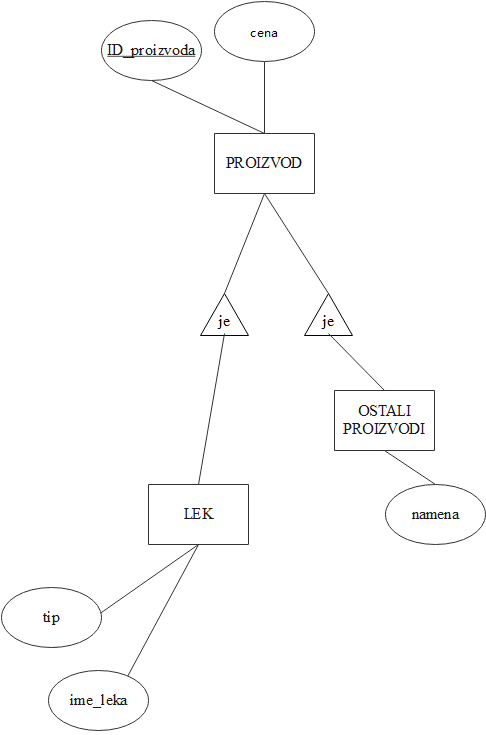 ID_proizvoda
cena
PROIZVOD
je
je
OSTALI
PROIZVODI
LEK
namena
tip
ime_leka